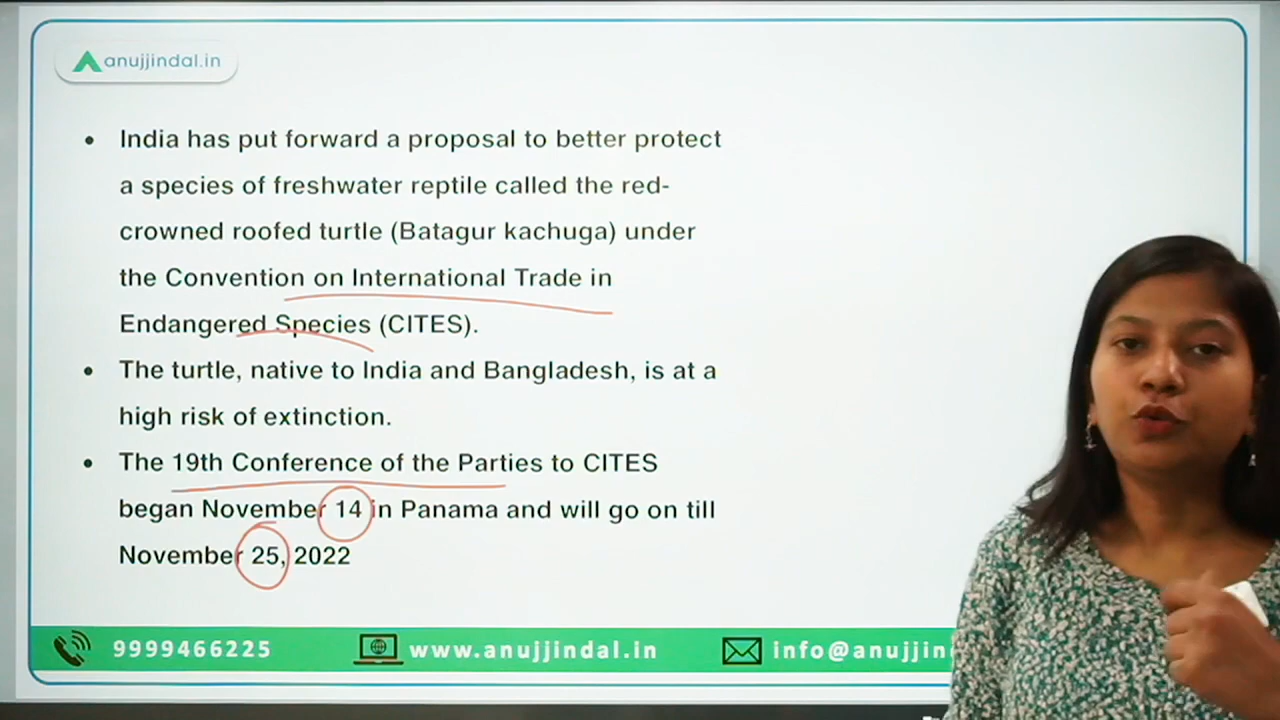 anujjindal.in
• India has put forward a proposal to better protect
a species of freshwater reptile called the red-
crowned roofed turtle (Batagur kachuga) under
the Convention on International Trade in
Endangered Species (CITES).
• The turtle, native to India and Bangladesh, is at a
high risk of extinction.
• The 19th Conference of the Parties to CITES
began November 14 in Panama and will go on till
November 25, 2022
9999466225 www.anujjindal.in info@anujjin